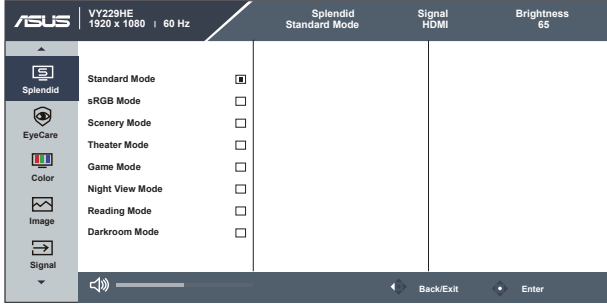 ASUS
VY229HE
1920 x 1080 | 60 Hz
Splendid
Standard Mode
Signal
HDMI
Brightness
65
Splendid
EyeCare
Color
Image
Signal
Standard Mode
sRGB Mode
Scenery Mode
Theater Mode
Game Mode
Night View Mode
Reading Mode
Darkroom Mode
Back/Exit
Enter